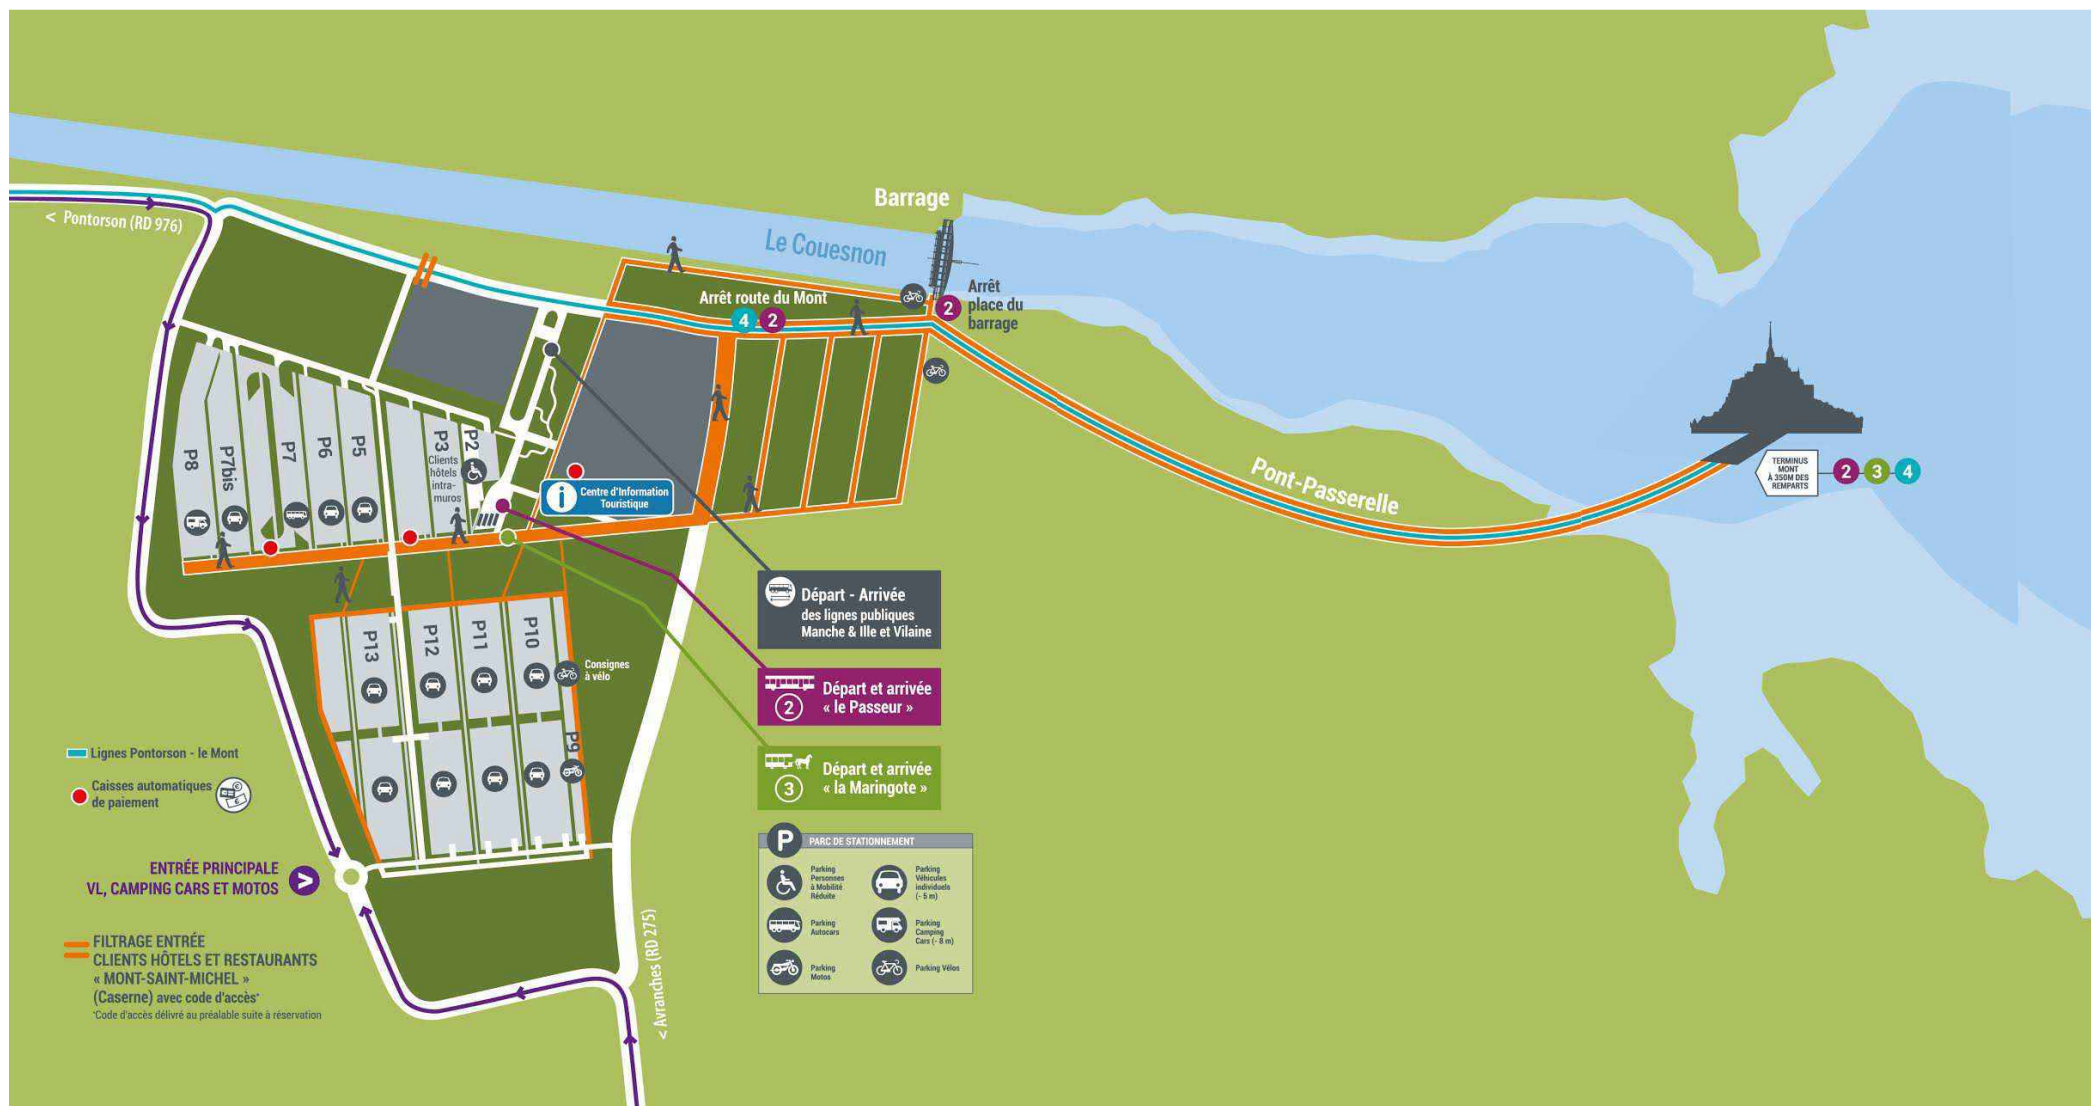 Barrage
< Pontorson (RD 976)
Le Couesnon
Arrêt route du Mont
4
2
2
Arrêt
place du
barrage
P8
P7bis
P7
P6
P5
P3
Clients
hôtels
intra-
muros
P2
i
Centre d'Information
Touristique
Pont-Passerelle
TERMINUS
MONT
À 350M DES
REMPARTS
2
3
4
P13
P12
P11
P10
P9
Consignes
à vélo
Départ - Arrivée
des lignes publiques
Manche & Ille et Vilaine
2
Départ et arrivée
« le Passeur »
3
Départ et arrivée
« la Maringote »
Lignes Pontorson - le Mont
Caisses automatiques
de paiement
ENTRÉE PRINCIPALE
VL, CAMPING CARS ET MOTOS
>
FILTRAGE ENTRÉE
CLIENTS HÔTELS ET RESTAURANTS
« MONT-SAINT-MICHEL »
(Caserne) avec code d'accès*
*Code d'accès délivré au préalable suite à réservation
< Avranches (RD 275)
P
PARC DE STATIONNEMENT
Parking
Personnes
à Mobilité
Réduite
Parking
Véhicules
individuels
(- 5 m)
Parking
Autocars
Parking
Camping
Cars (- 8 m)
Parking
Motos
Parking Vélos